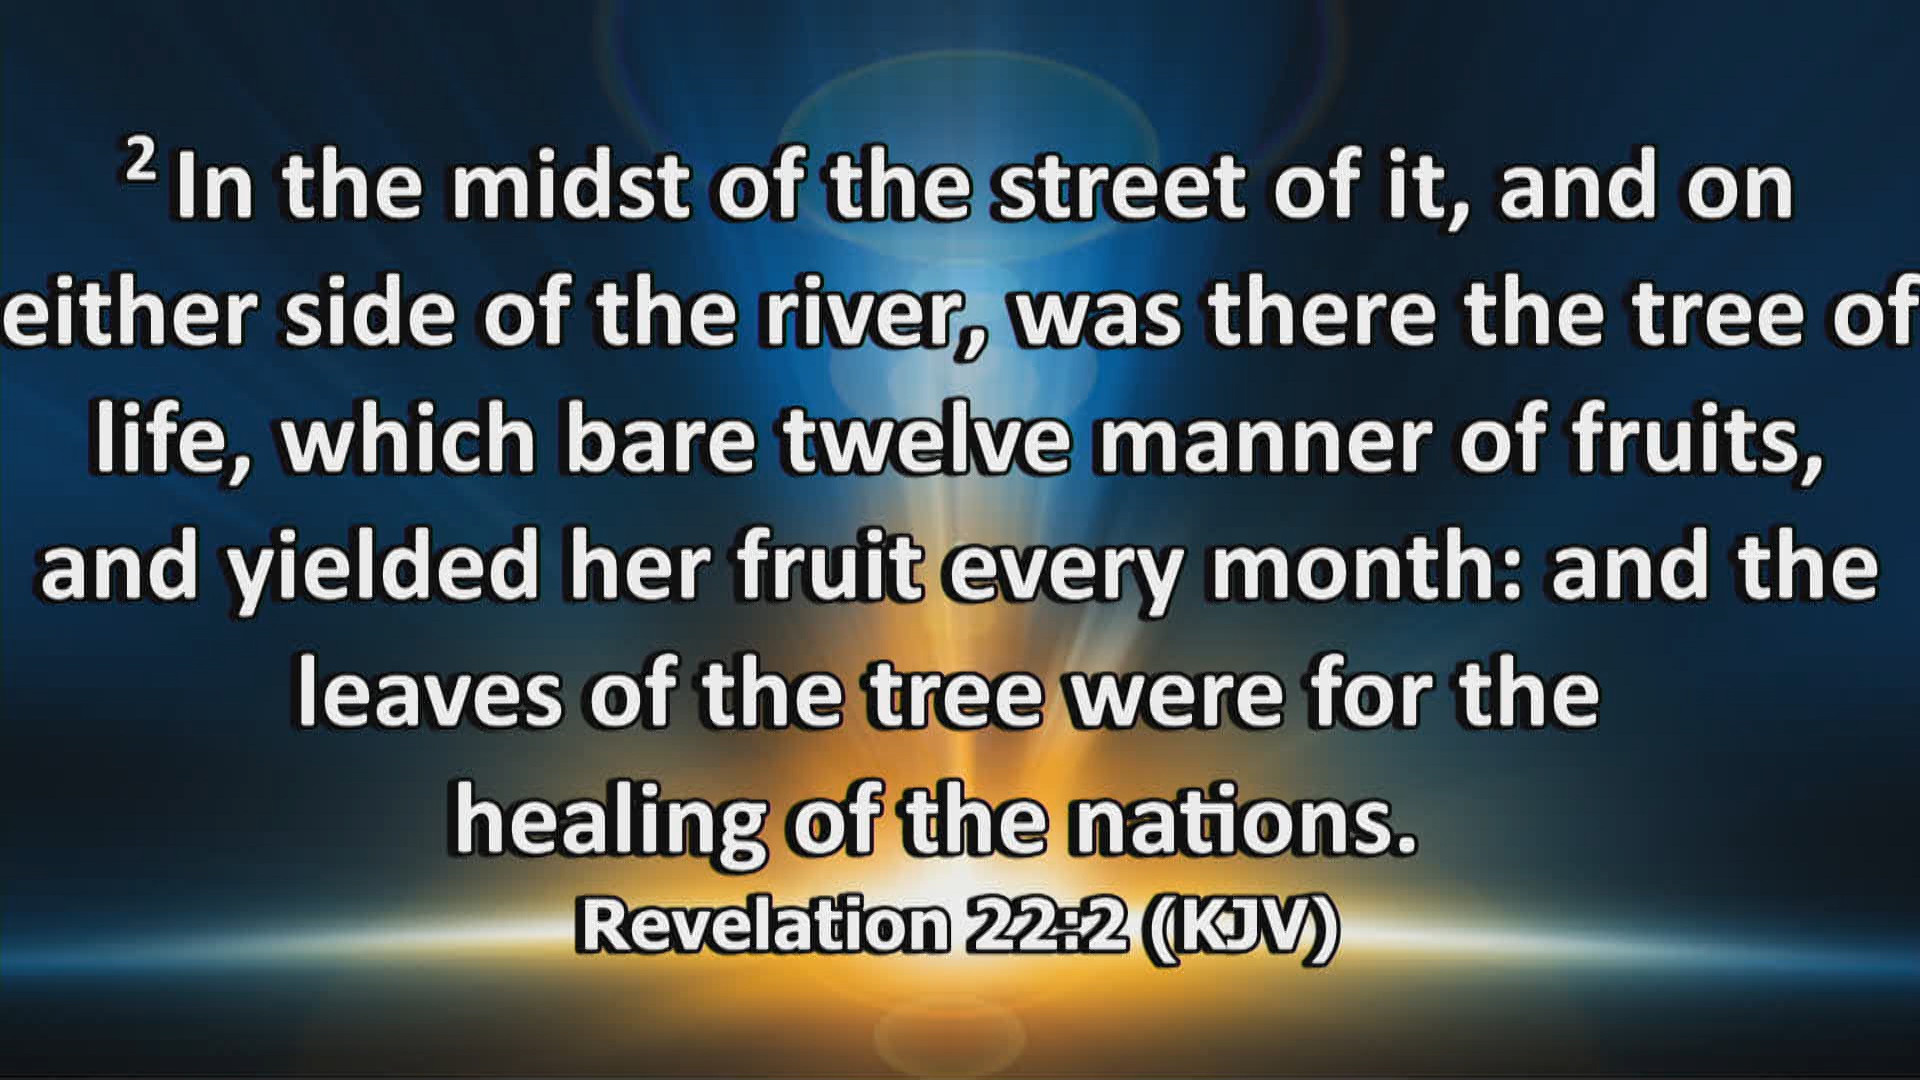 2 In the midst of the street of it, and on
either side of the river, was there the tree of
life, which bare twelve manner of fruits,
and yielded her fruit every month: and the
leaves of the tree were for the
healing of the nations.
Revelation 22:2 (KJV)